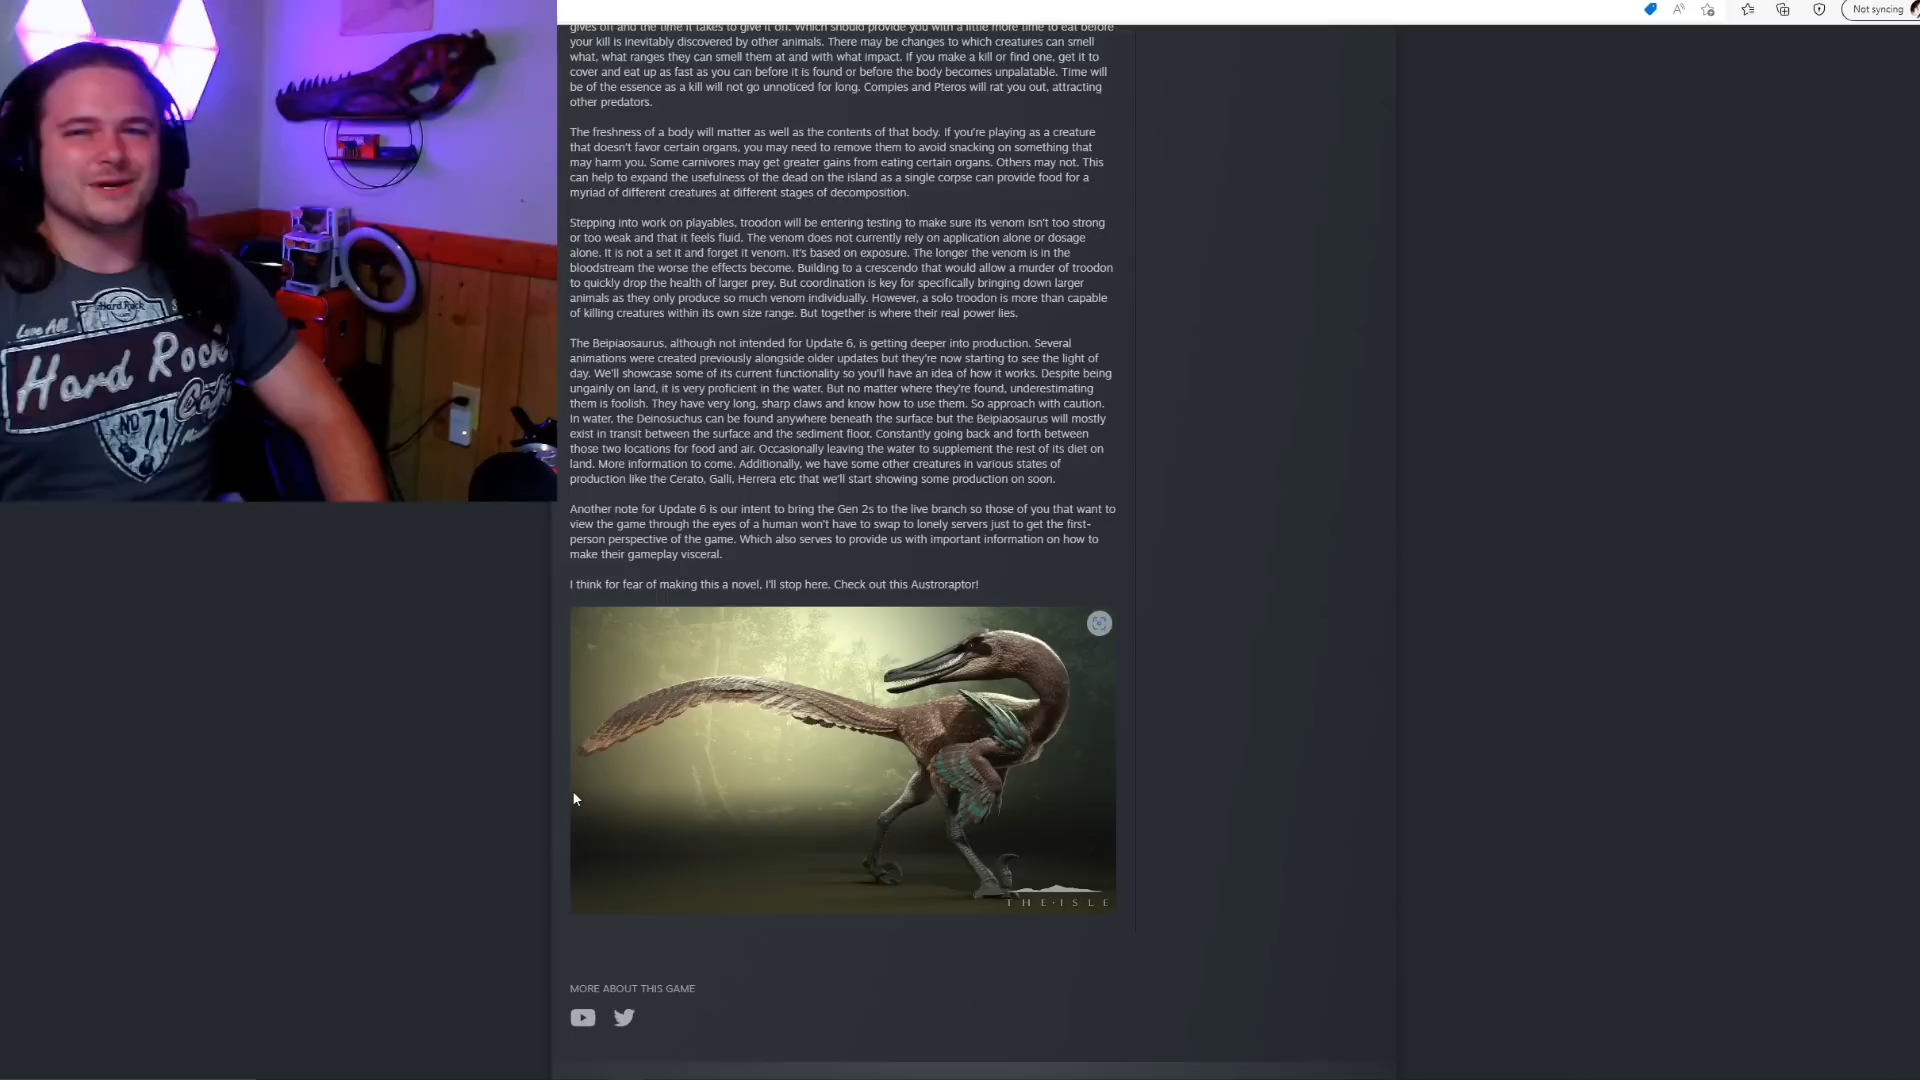 Not syncing
gives off and the time it takes to give it off. Which should provide you with a little more time to eat before
your kill is inevitably discovered by other animals. There may be changes to which creatures can smell
what, what ranges they can smell them at and with what impact. If you make a kill or find one, get it to
cover and eat up as fast as you can before it is found or before the body becomes unpalatable. Time will
be of the essence as a kill will not go unnoticed for long. Compies and Pteros will rat you out, attracting
other predators.
The freshness of a body will matter as well as the contents of that body. If you're playing as a creature
that doesn't favor certain organs, you may need to remove them to avoid snacking on something that
may harm you. Some carnivores may get greater gains from eating certain organs. Others may not. This
can help to expand the usefulness of the dead on the island as a single corpse can provide food for a
myriad of different creatures at different stages of decomposition.
Stepping into work on playables, troodon will be entering testing to make sure its venom isn't too strong
or too weak and that it feels fluid. The venom does not currently rely on application alone or dosage
alone. It is not a set it and forget it venom. It's based on exposure. The longer the venom is in the
bloodstream the worse the effects become. Building to a crescendo that would allow a murder of troodon
to quickly drop the health of larger prey. But coordination is key for specifically bringing down larger
animals as they only produce so much venom individually. However, a solo troodon is more than capable
of killing creatures within its own size range. But together is where their real power lies.
The Beipiaosaurus, although not intended for Update 6, is getting deeper into production. Several
animations were created previously alongside older updates but they're now starting to see the light of
day. We'll showcase some of its current functionality so you'll have an idea of how it works. Despite being
ungainly on land, it is very proficient in the water. But no matter where they're found, underestimating
them is foolish. They have very long, sharp claws and know how to use them. So approach with caution.
In water, the Deinosuchus can be found anywhere beneath the surface but the Beipiaosaurus will mostly
exist in transit between the surface and the sediment floor. Constantly going back and forth between
those two locations for food and air. Occasionally leaving the water to supplement the rest of its diet on
land. More information to come. Additionally, we have some other creatures in various states of
production like the Cerato, Galli, Herrera etc that we'll start showing some production on soon.
Another note for Update 6 is our intent to bring the Gen 2s to the live branch so those of you that want to
view the game through the eyes of a human won't have to swap to lonely servers just to get the first-
person perspective of the game. Which also serves to provide us with important information on how to
make their gameplay visceral.
I think for fear of making this a novel, I'll stop here. Check out this Austroraptor!
THE·ISLE
MORE ABOUT THIS GAME
Hard Rock
Love All
Hard Rock
Cafe
NO 71